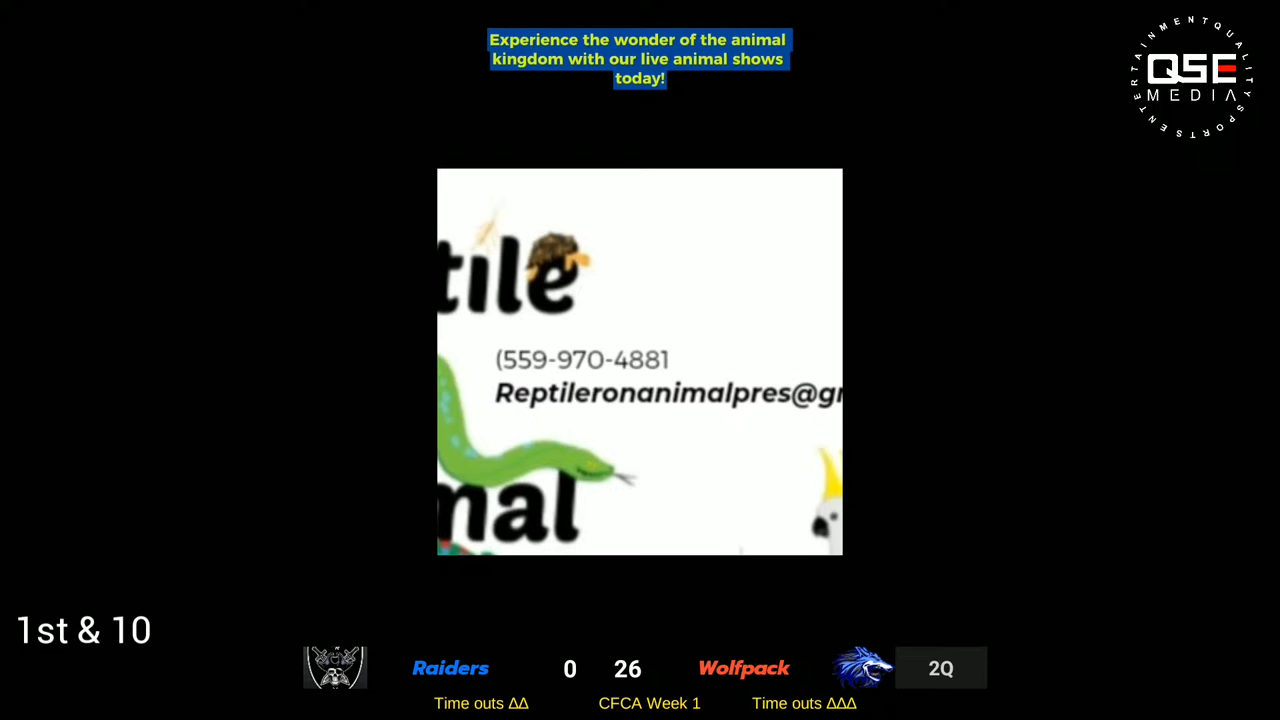 Experience the wonder of the animal
kingdom with our live animal shows
today!
QUALITY SPORTS ENTERTAINMENT
QSE
MEDIA
tile
(559-970-4881
Reptileronanimalpres@gr
mal
1st & 10
Raiders 0 26 Wolfpack 2Q
Time outs ΔΔ CFCA Week 1 Time outs ΔΔΔ